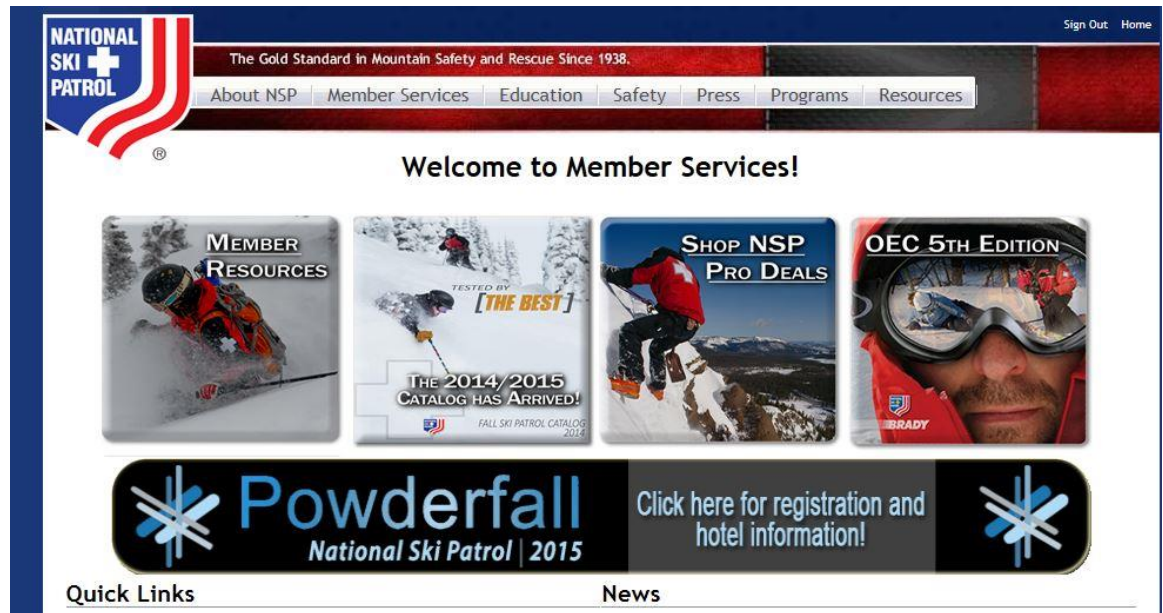 Sign Out Home
NATIONAL
SKI
PATROL
®
The Gold Standard in Mountain Safety and Rescue Since 1938.
About NSP Member Services Education Safety Press Programs Resources
Welcome to Member Services!
MEMBER
RESOURCES
TESTED BY
[THE BEST]
THE 2014/2015
CATALOG HAS ARRIVED!
FALL SKI PATROL CATALOG
2014
SHOP NSP
PRO DEALS
OEC 5TH EDITION
BRADY
Powderfall
National Ski Patrol | 2015
Click here for registration and
hotel information!
Quick Links
News